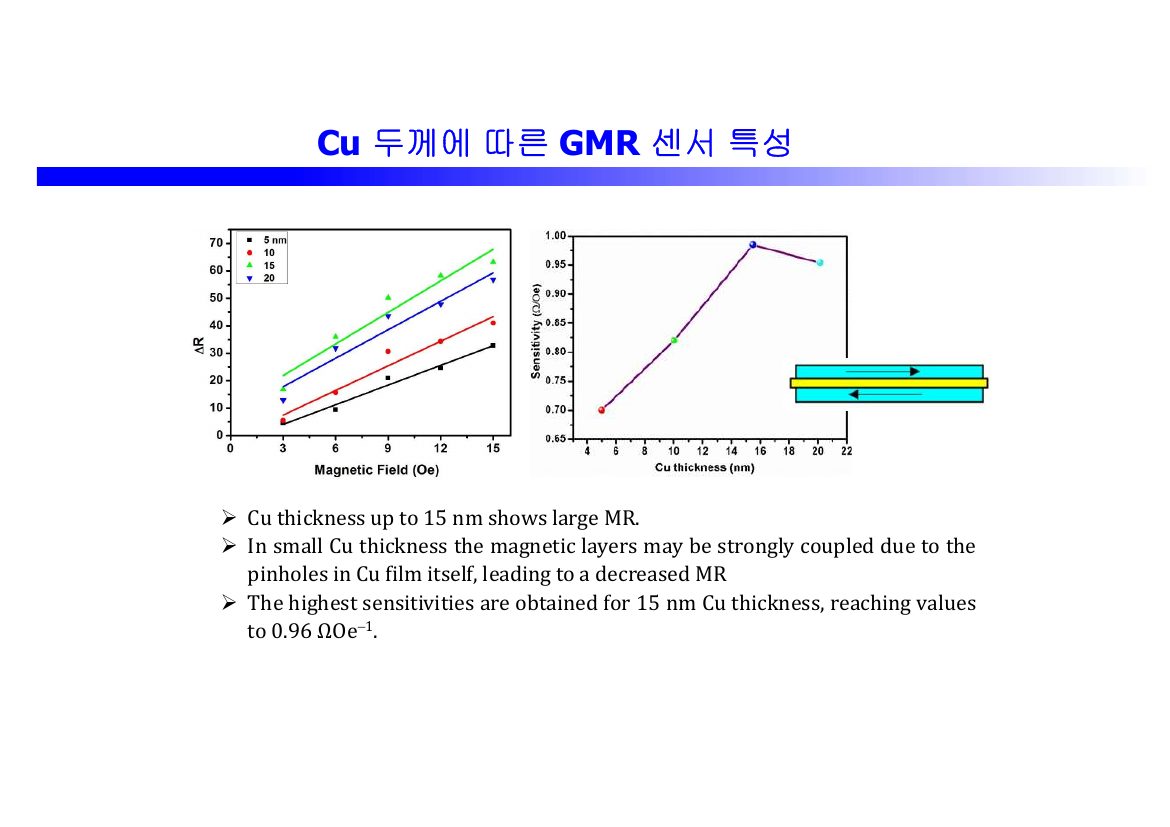 Cu 두께에 따른 GMR 센서 특성
70
60
50
40
30
20
10
0
ΔR
5 nm
10
15
20
0 3 6 9 12 15
Magnetic Field (Oe)
1.00
0.95
0.90
0.85
0.80
0.75
0.70
0.65
Sensitivity (Ω/Oe)
4 6 8 10 12 14 16 18 20 22
Cu thickness (nm)
➢ Cu thickness up to 15 nm shows large MR.
➢ In small Cu thickness the magnetic layers may be strongly coupled due to the
pinholes in Cu film itself, leading to a decreased MR
➢ The highest sensitivities are obtained for 15 nm Cu thickness, reaching values
to 0.96 ΩOe⁻¹.